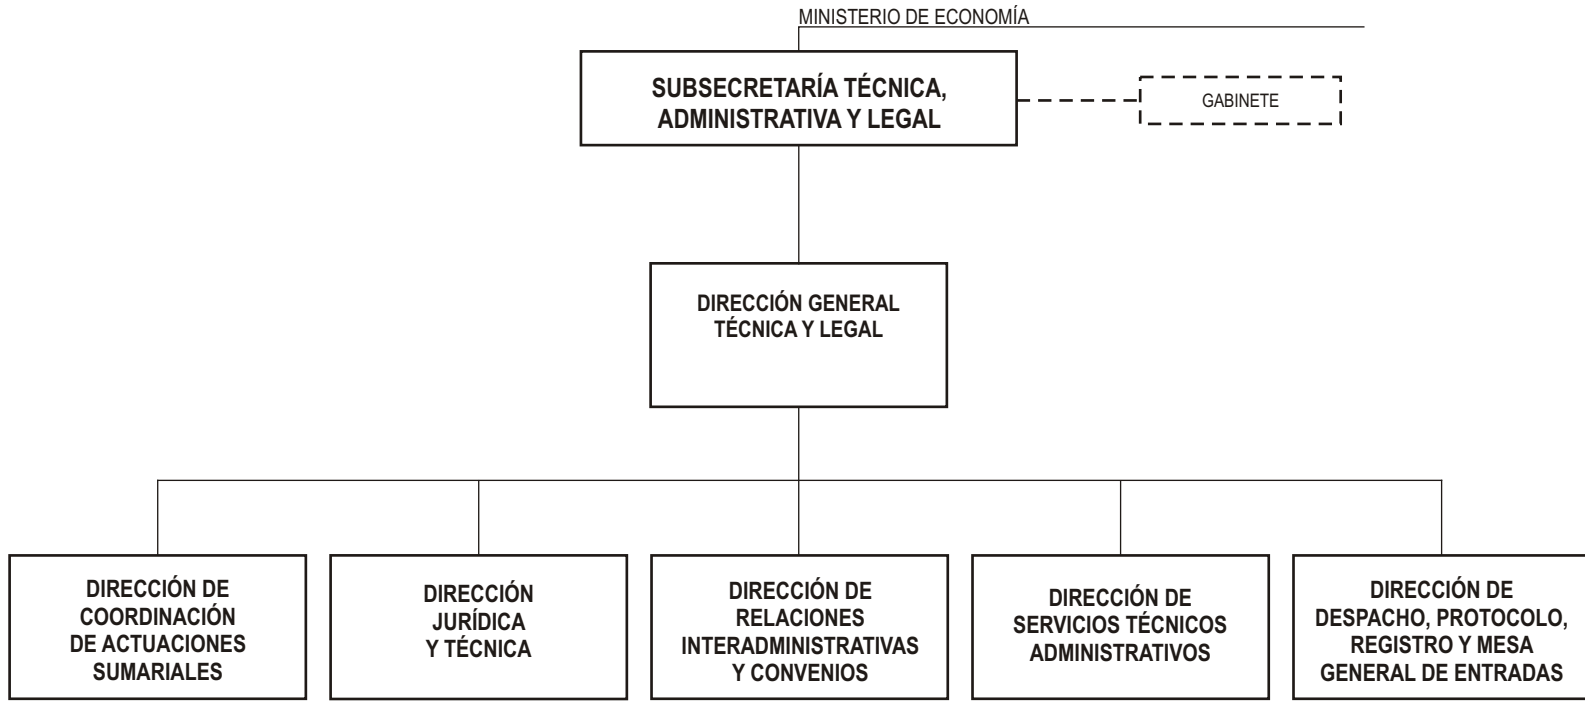 MINISTERIO DE ECONOMÍA
SUBSECRETARÍA TÉCNICA,
ADMINISTRATIVA Y LEGAL
GABINETE
DIRECCIÓN GENERAL
TÉCNICA Y LEGAL
DIRECCIÓN DE
COORDINACIÓN
DE ACTUACIONES
SUMARIALES
DIRECCIÓN
JURÍDICA
Y TÉCNICA
DIRECCIÓN DE
RELACIONES
INTERADMINISTRATIVAS
Y CONVENIOS
DIRECCIÓN DE
SERVICIOS TÉCNICOS
ADMINISTRATIVOS
DIRECCIÓN DE
DESPACHO, PROTOCOLO,
REGISTRO Y MESA
GENERAL DE ENTRADAS